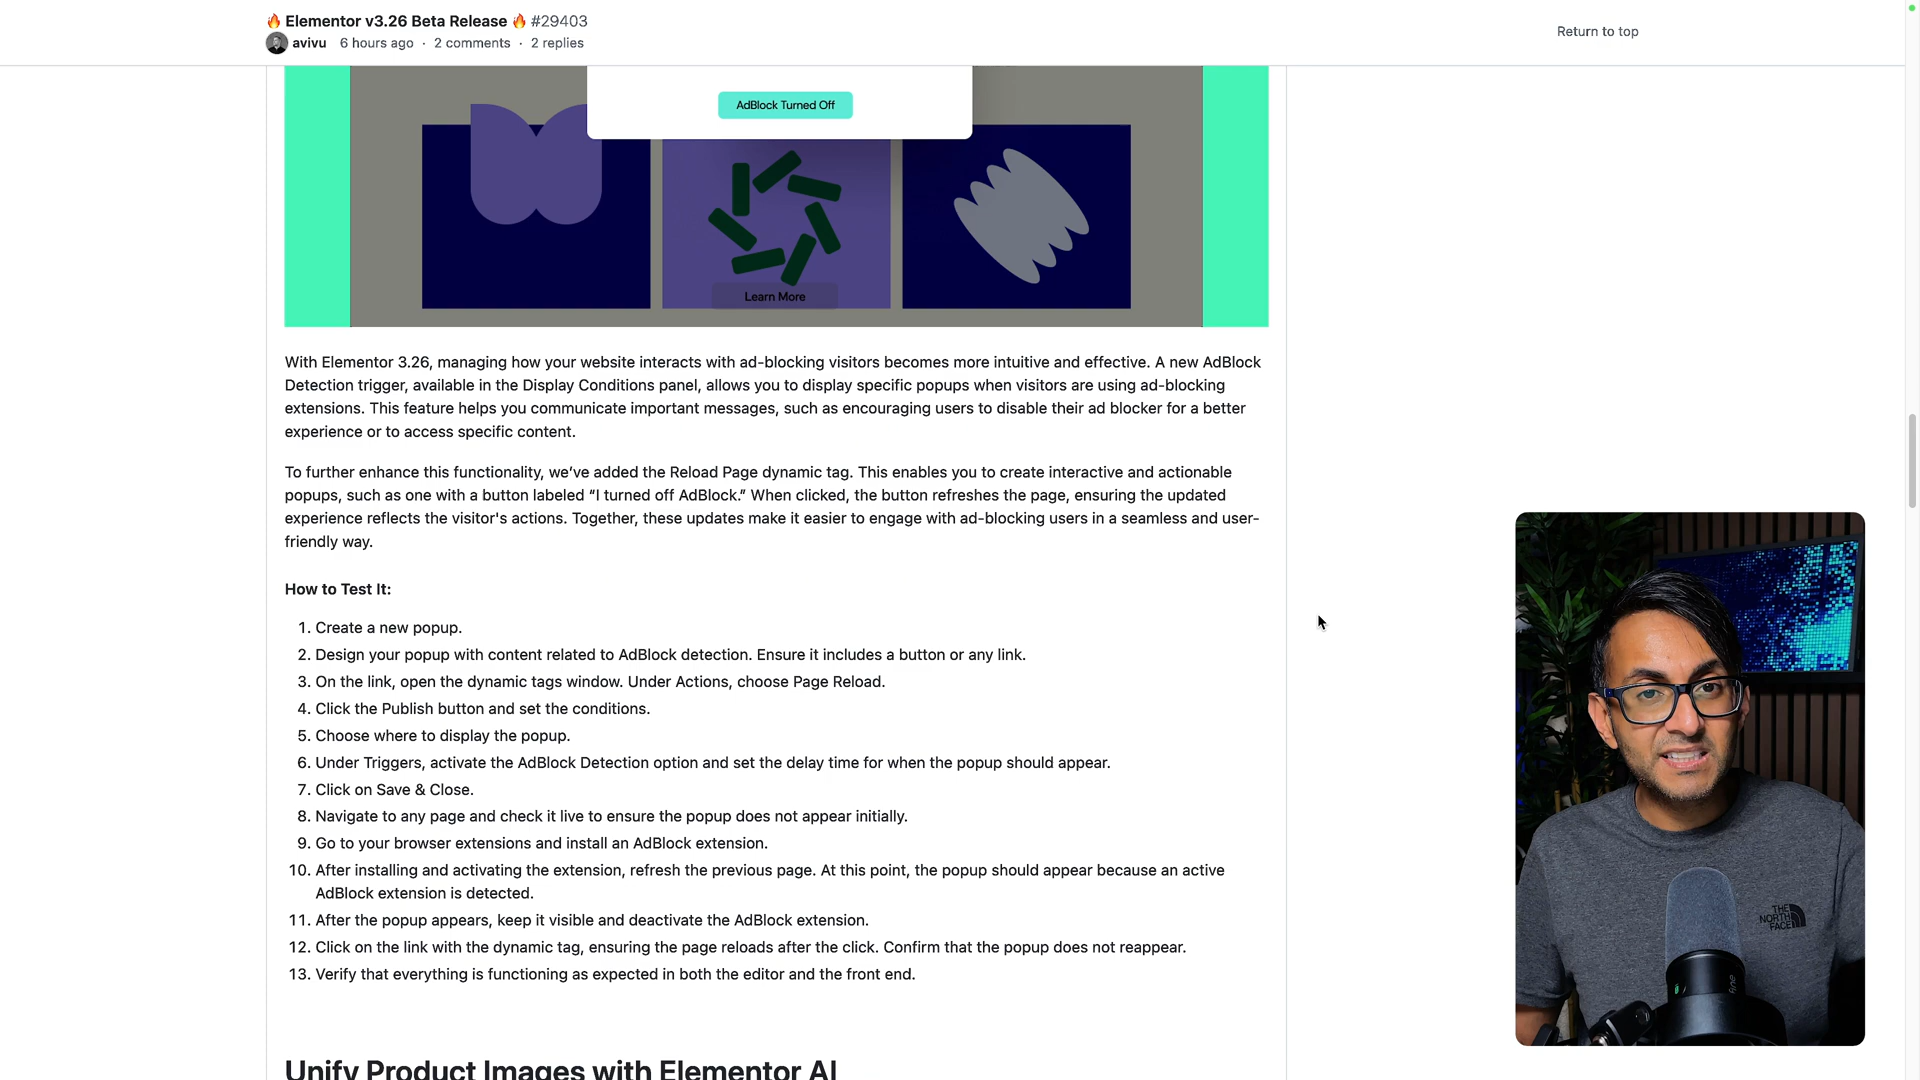 🔥 Elementor v3.26 Beta Release 🔥 #29403
avivu 6 hours ago · 2 comments · 2 replies
Return to top
AdBlock Turned Off
Learn More
With Elementor 3.26, managing how your website interacts with ad-blocking visitors becomes more intuitive and effective. A new AdBlock
Detection trigger, available in the Display Conditions panel, allows you to display specific popups when visitors are using ad-blocking
extensions. This feature helps you communicate important messages, such as encouraging users to disable their ad blocker for a better
experience or to access specific content.
To further enhance this functionality, we’ve added the Reload Page dynamic tag. This enables you to create interactive and actionable
popups, such as one with a button labeled “I turned off AdBlock.” When clicked, the button refreshes the page, ensuring the updated
experience reflects the visitor's actions. Together, these updates make it easier to engage with ad-blocking users in a seamless and user-
friendly way.
How to Test It:
1. Create a new popup.
2. Design your popup with content related to AdBlock detection. Ensure it includes a button or any link.
3. On the link, open the dynamic tags window. Under Actions, choose Page Reload.
4. Click the Publish button and set the conditions.
5. Choose where to display the popup.
6. Under Triggers, activate the AdBlock Detection option and set the delay time for when the popup should appear.
7. Click on Save & Close.
8. Navigate to any page and check it live to ensure the popup does not appear initially.
9. Go to your browser extensions and install an AdBlock extension.
10. After installing and activating the extension, refresh the previous page. At this point, the popup should appear because an active
AdBlock extension is detected.
11. After the popup appears, keep it visible and deactivate the AdBlock extension.
12. Click on the link with the dynamic tag, ensuring the page reloads after the click. Confirm that the popup does not reappear.
13. Verify that everything is functioning as expected in both the editor and the front end.
THE
NORTH
FACE
Unify Product Images with Elementor AI